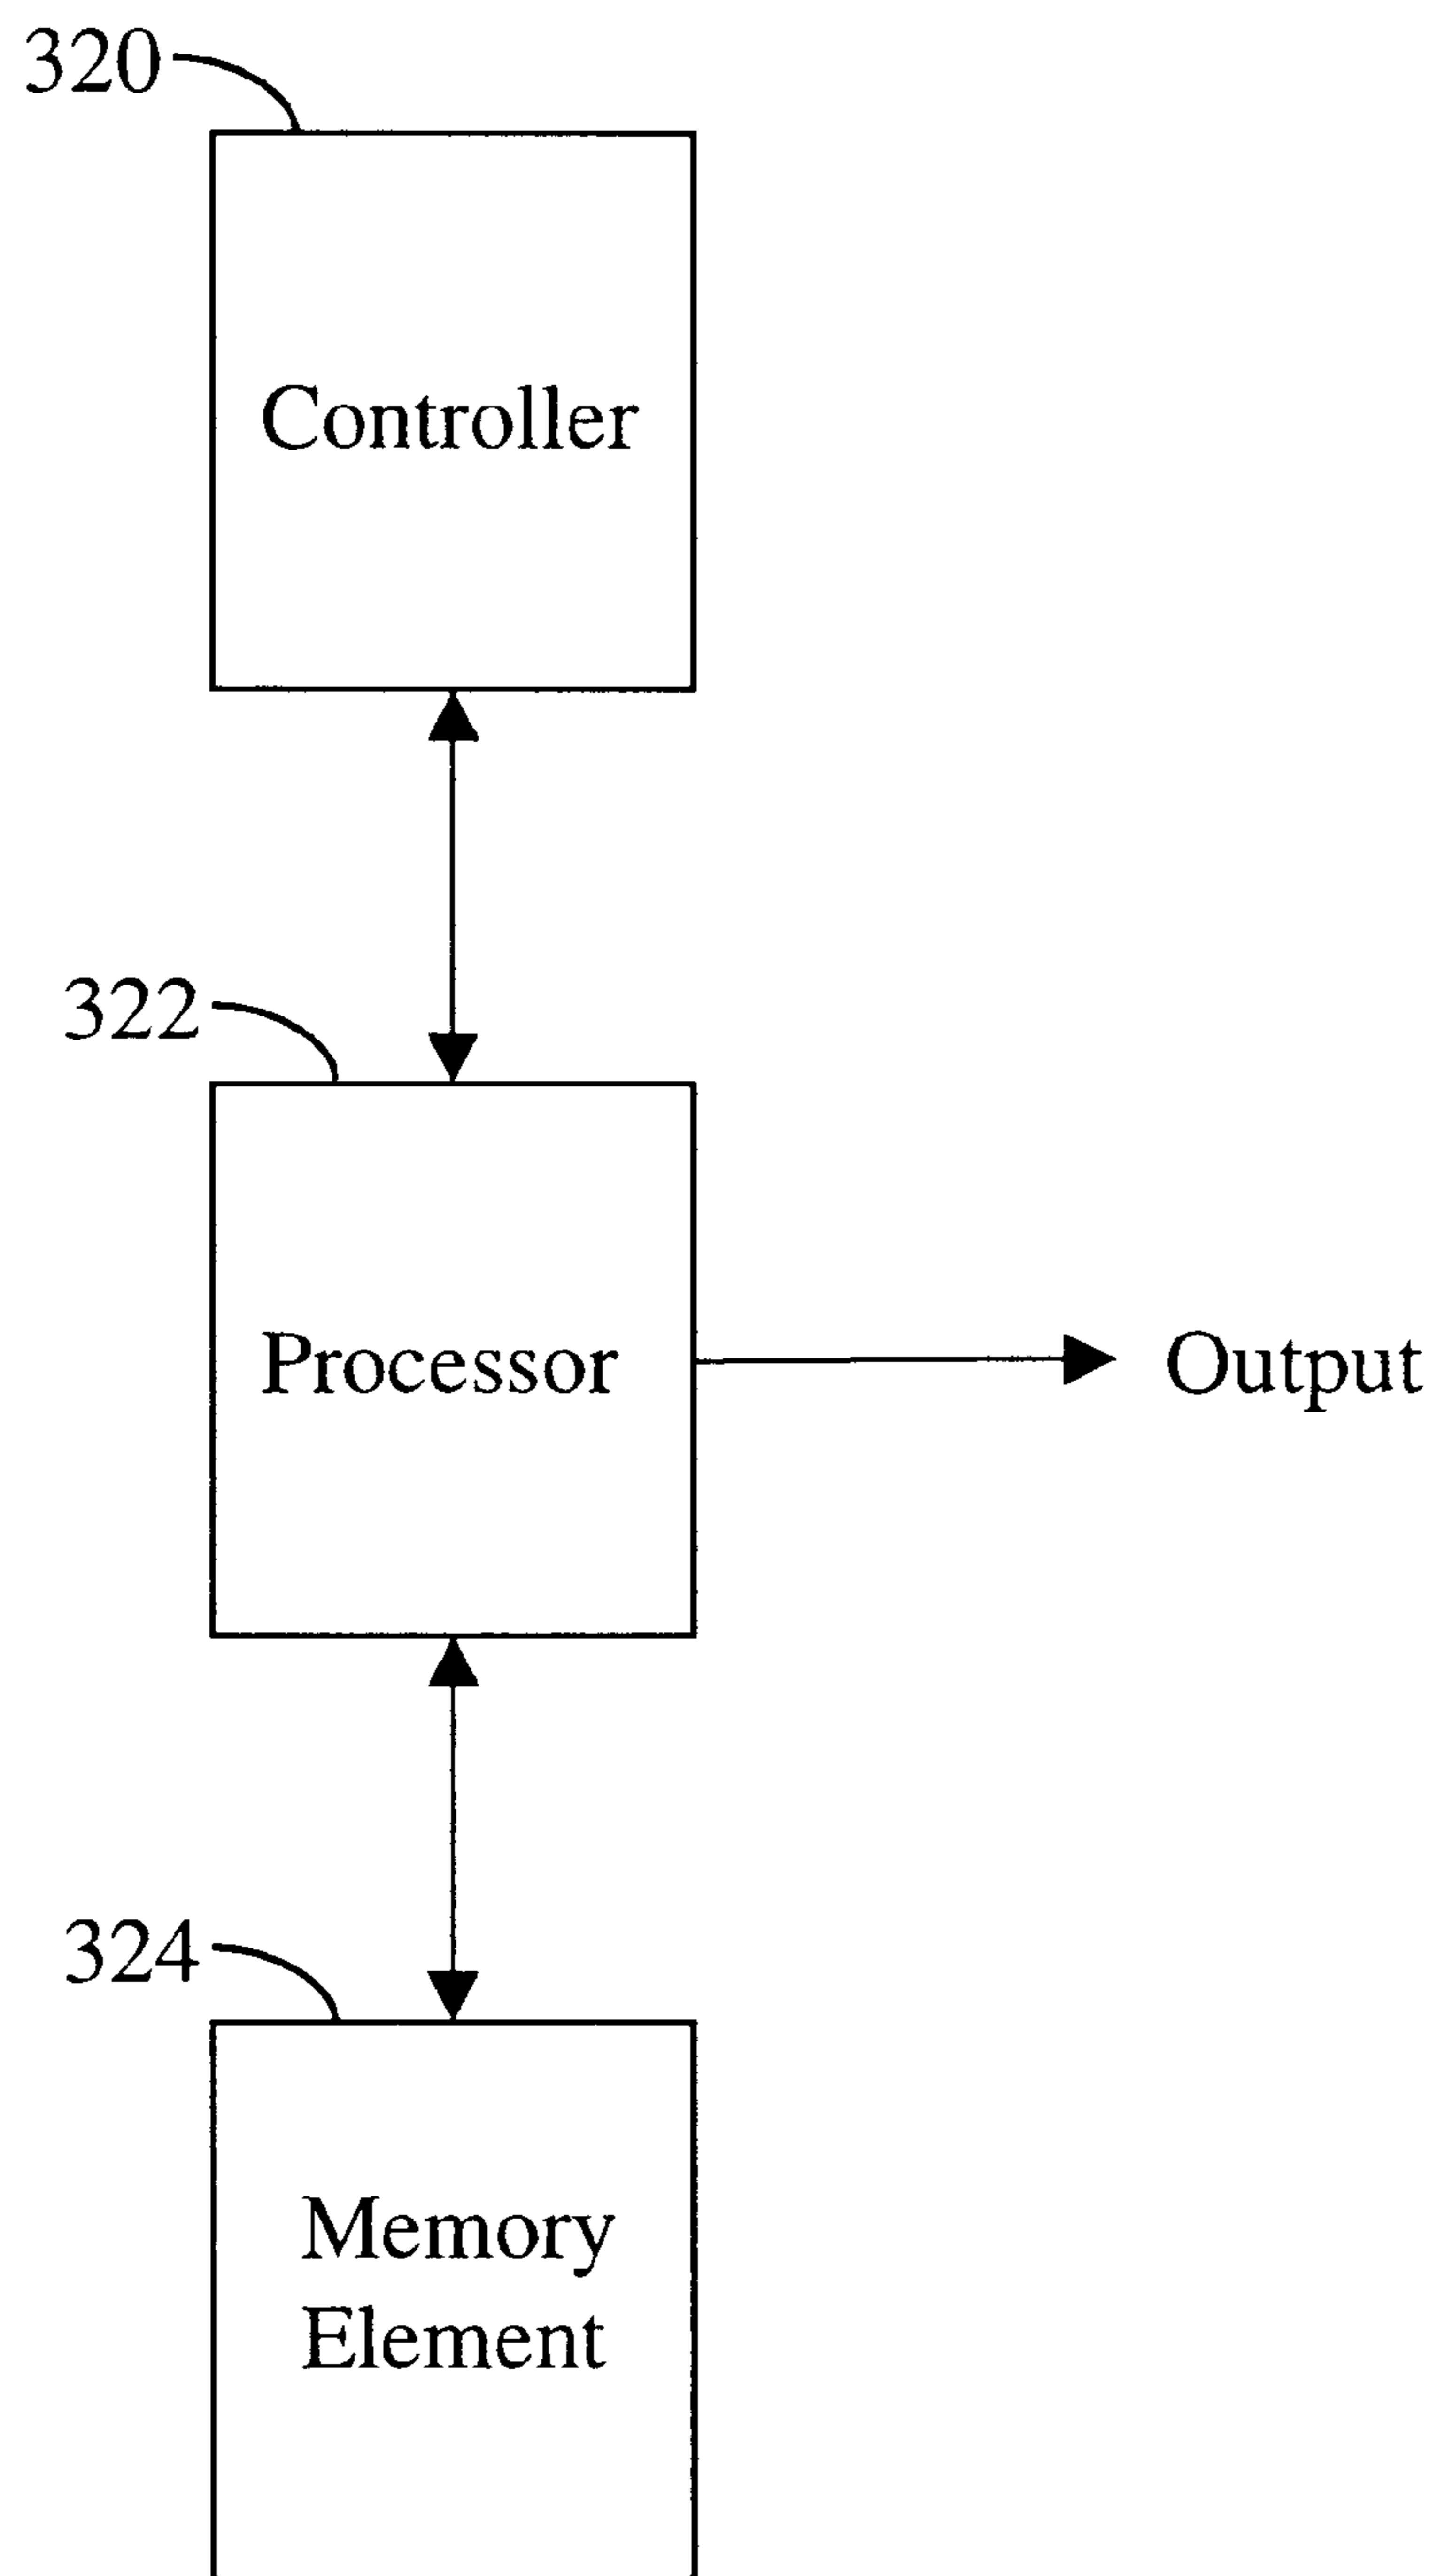 320
Controller
322
Processor
Output
324
Memory
Element